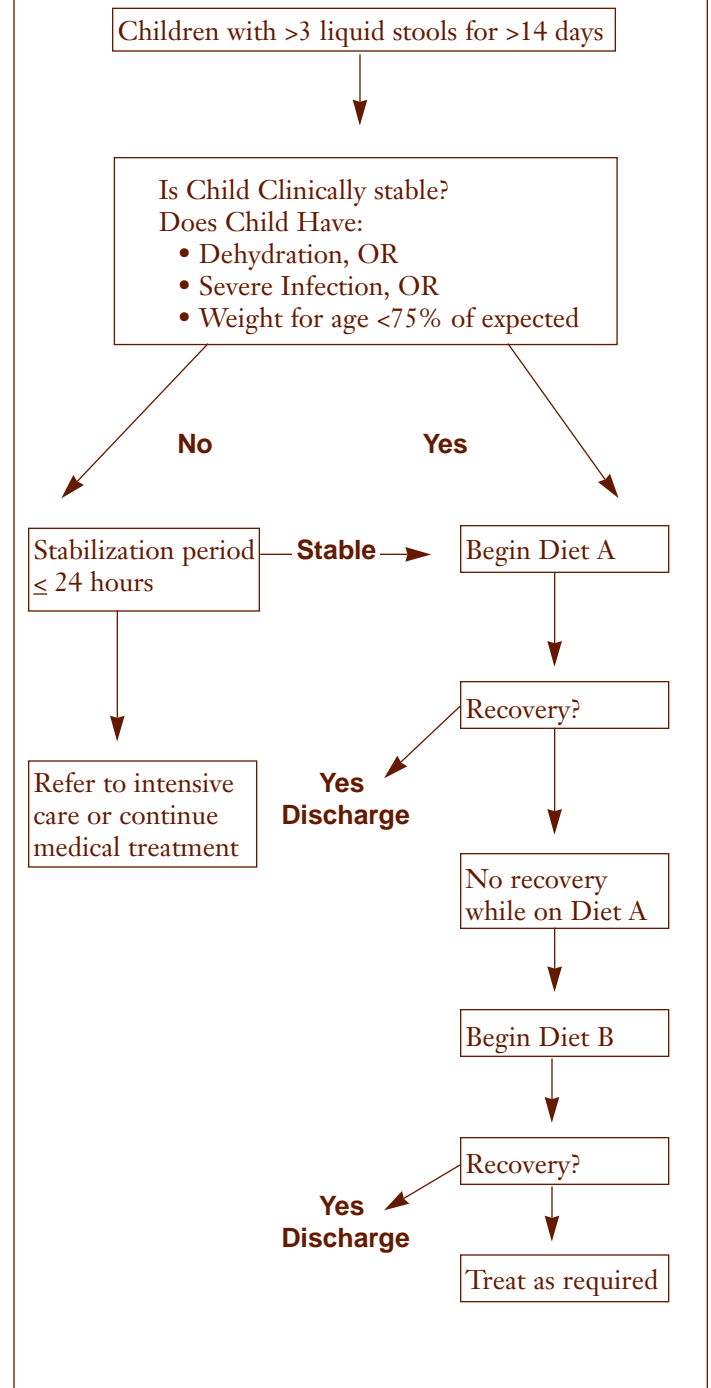 Children with >3 liquid stools for >14 days
Is Child Clinically stable?
Does Child Have:
• Dehydration, OR
• Severe Infection, OR
• Weight for age <75% of expected
No
Yes
Stabilization period
≤ 24 hours
Stable
Begin Diet A
Recovery?
Yes
Discharge
Refer to intensive
care or continue
medical treatment
No recovery
while on Diet A
Begin Diet B
Recovery?
Yes
Discharge
Treat as required